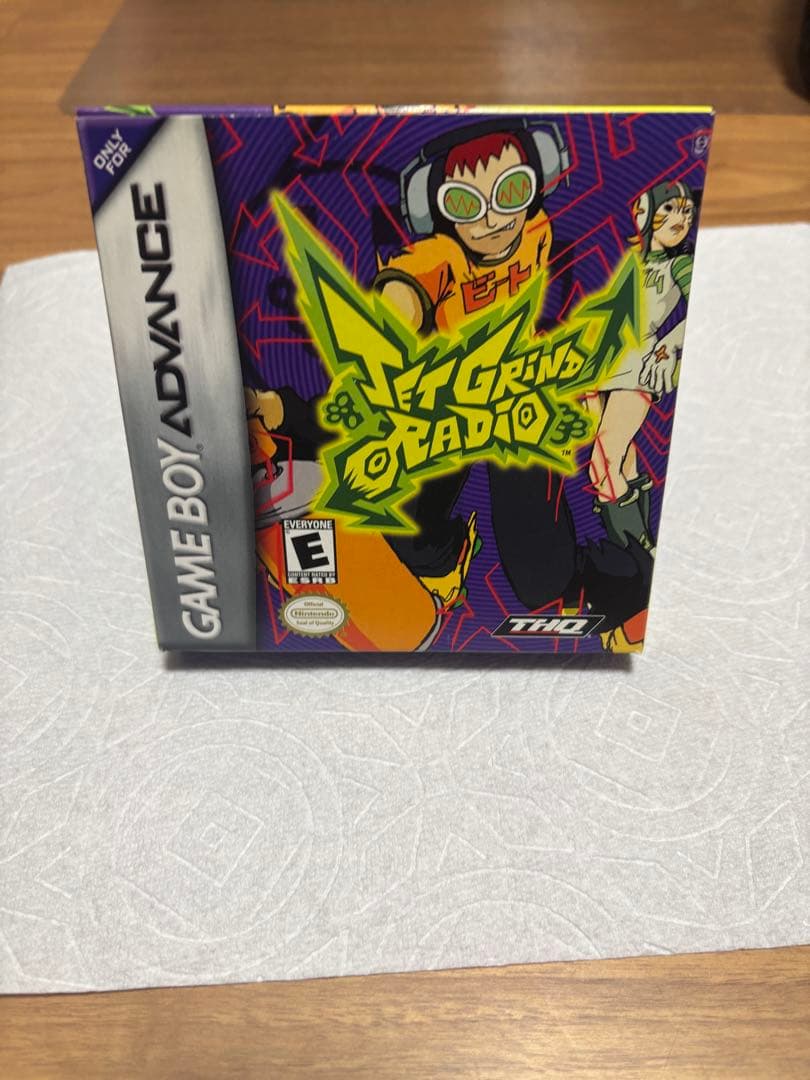 ONLY
FOR
GAME BOY ADVANCE
ビート
JET GRIND
RADIO
TM
EVERYONE
E
CONTENT RATED BY
ESRB
Official
Nintendo
Seal of Quality
THQ